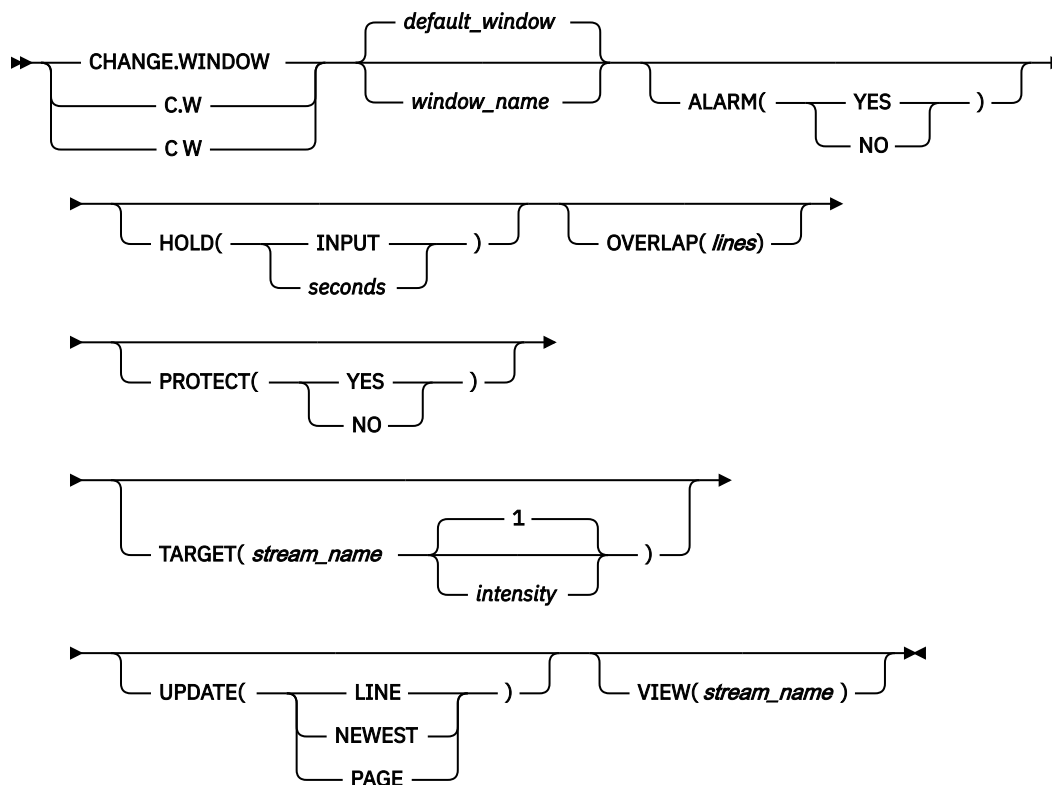 default_window
CHANGE.WINDOW
window_name
C.W
C W
ALARM( YES )
NO
HOLD( INPUT )
seconds
OVERLAP( lines)
PROTECT( YES )
NO
1
TARGET( stream_name )
intensity
UPDATE( LINE )
NEWEST
PAGE
VIEW( stream_name )